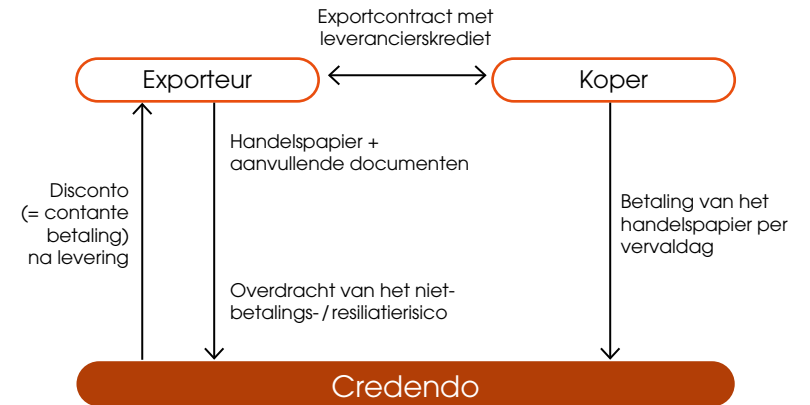 Exportcontract met
leverancierskrediet
Exporteur
Koper
Handelspapier +
aanvullende documenten
Disconto
(= contante
betaling)
na levering
Betaling van het
handelspapier per
vervaldag
Overdracht van het niet-
betalings-/resiliatierisico
Credendo